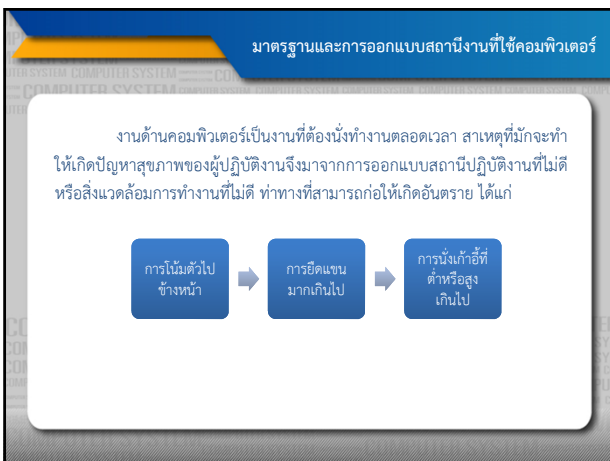 มาตรฐานและการออกแบบสถานีงานที่ใช้คอมพิวเตอร์
งานด้านคอมพิวเตอร์เป็นงานที่ต้องนั่งทำงานตลอดเวลา สาเหตุที่มักจะทำ
ให้เกิดปัญหาสุขภาพของผู้ปฏิบัติงานจึงมาจากการออกแบบสถานีปฏิบัติงานที่ไม่ดี
หรือสิ่งแวดล้อมการทำงานที่ไม่ดี ท่าทางที่สามารถก่อให้เกิดอันตราย ได้แก่
การโน้มตัวไป
ข้างหน้า
การยืดแขน
มากเกินไป
การนั่งเก้าอี้ที่
ต่ำหรือสูง
เกินไป
COMPUTER SYSTEM